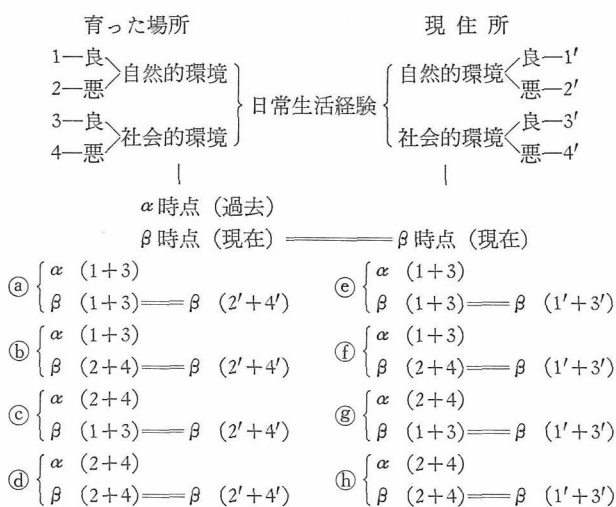 育った場所 現住所
1—良 自然的環境 自然的環境 良—1′
2—悪 悪—2′
日常生活経験
3—良 社会的環境 社会的環境 良—3′
4—悪 悪—4′
α時点（過去）
β時点（現在）====β時点（現在）
ⓐ { α (1+3) ⓔ { α (1+3)
β (1+3)==β (2′+4′) β (1+3)==β (1′+3′)
ⓑ { α (1+3) ⓕ { α (1+3)
β (2+4)==β (2′+4′) β (2+4)==β (1′+3′)
ⓒ { α (2+4) ⓖ { α (2+4)
β (1+3)==β (2′+4′) β (1+3)==β (1′+3′)
ⓓ { α (2+4) ⓗ { α (2+4)
β (2+4)==β (2′+4′) β (2+4)==β (1′+3′)